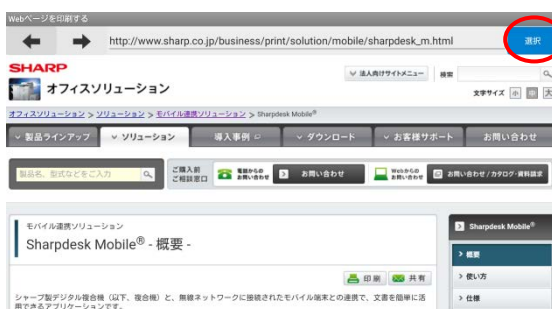 Webページを印刷する
http://www.sharp.co.jp/business/print/solution/mobile/sharpdesk_m.html
選択
SHARP
オフィスソリューション
法人向けサイトメニュー
検索
文字サイズ 小 中 大
オフィスソリューション > ソリューション > モバイル連携ソリューション > Sharpdesk Mobile®
製品ラインアップ
ソリューション
導入事例
ダウンロード
お客様サポート
お問い合わせ
製品名、型式などをご入力
ご購入前
ご相談窓口
電話からの
お問い合わせ
お問い合わせ
Webからの
お問い合わせ
お問い合わせ/カタログ・資料請求
モバイル連携ソリューション
Sharpdesk Mobile® - 概要 -
印刷
共有
シャープ製デジタル複合機（以下、複合機）と、無線ネットワークに接続されたモバイル端末との連携で、文書を簡単に活
用できるアプリケーションです。
Sharpdesk Mobile®
> 概要
> 使い方
> 仕様